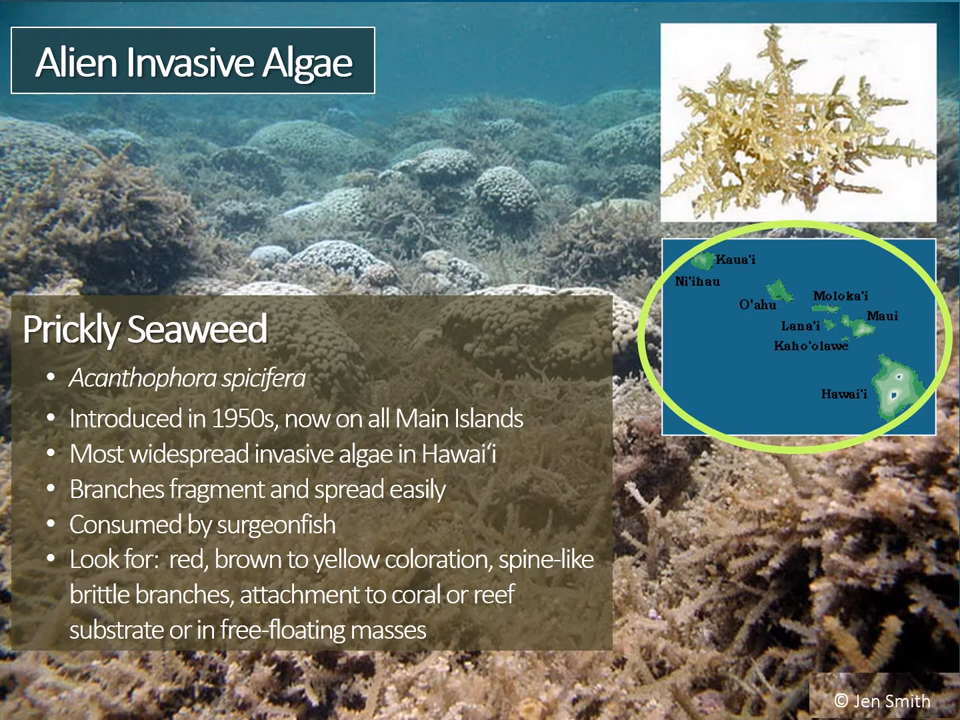 Alien Invasive Algae
Kaua'i
Ni'ihau
O'ahu
Moloka'i
Maui
Lana'i
Kaho'olawe
Hawai'i
Prickly Seaweed
• Acanthophora spicifera
• Introduced in 1950s, now on all Main Islands
• Most widespread invasive algae in Hawai‘i
• Branches fragment and spread easily
• Consumed by surgeonfish
• Look for:  red, brown to yellow coloration, spine-like
brittle branches, attachment to coral or reef
substrate or in free-floating masses
© Jen Smith